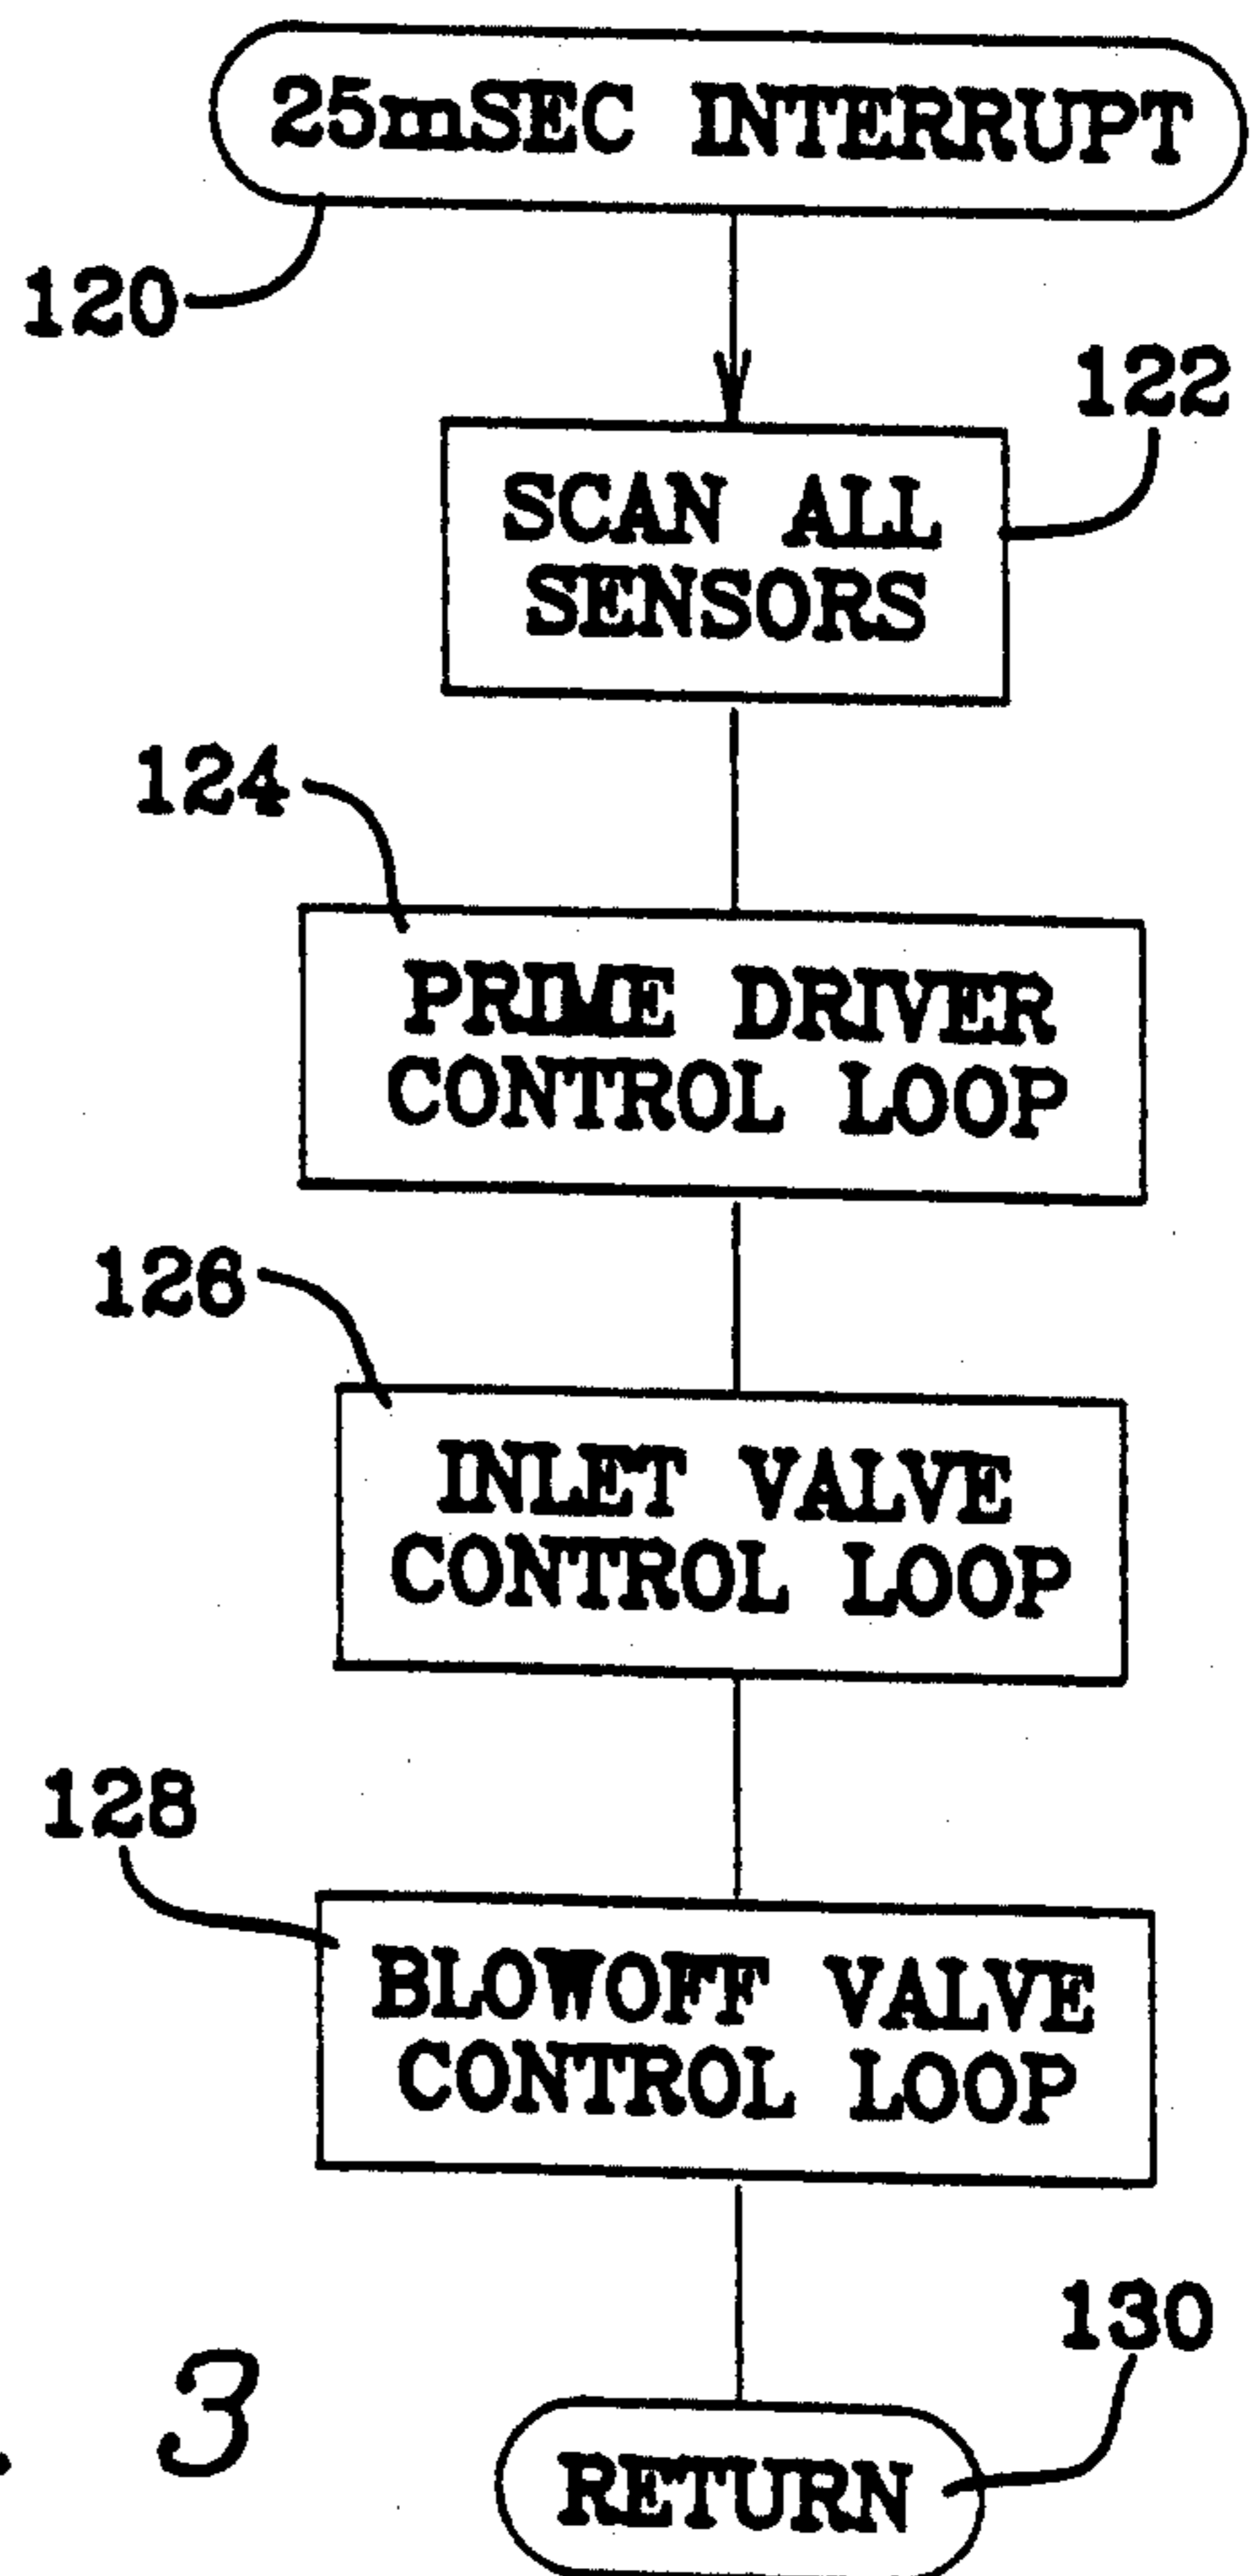 25mSEC INTERRUPT
120
122
SCAN ALL
SENSORS
124
PRIME DRIVER
CONTROL LOOP
126
INLET VALVE
CONTROL LOOP
128
BLOWOFF VALVE
CONTROL LOOP
130
. 3
RETURN